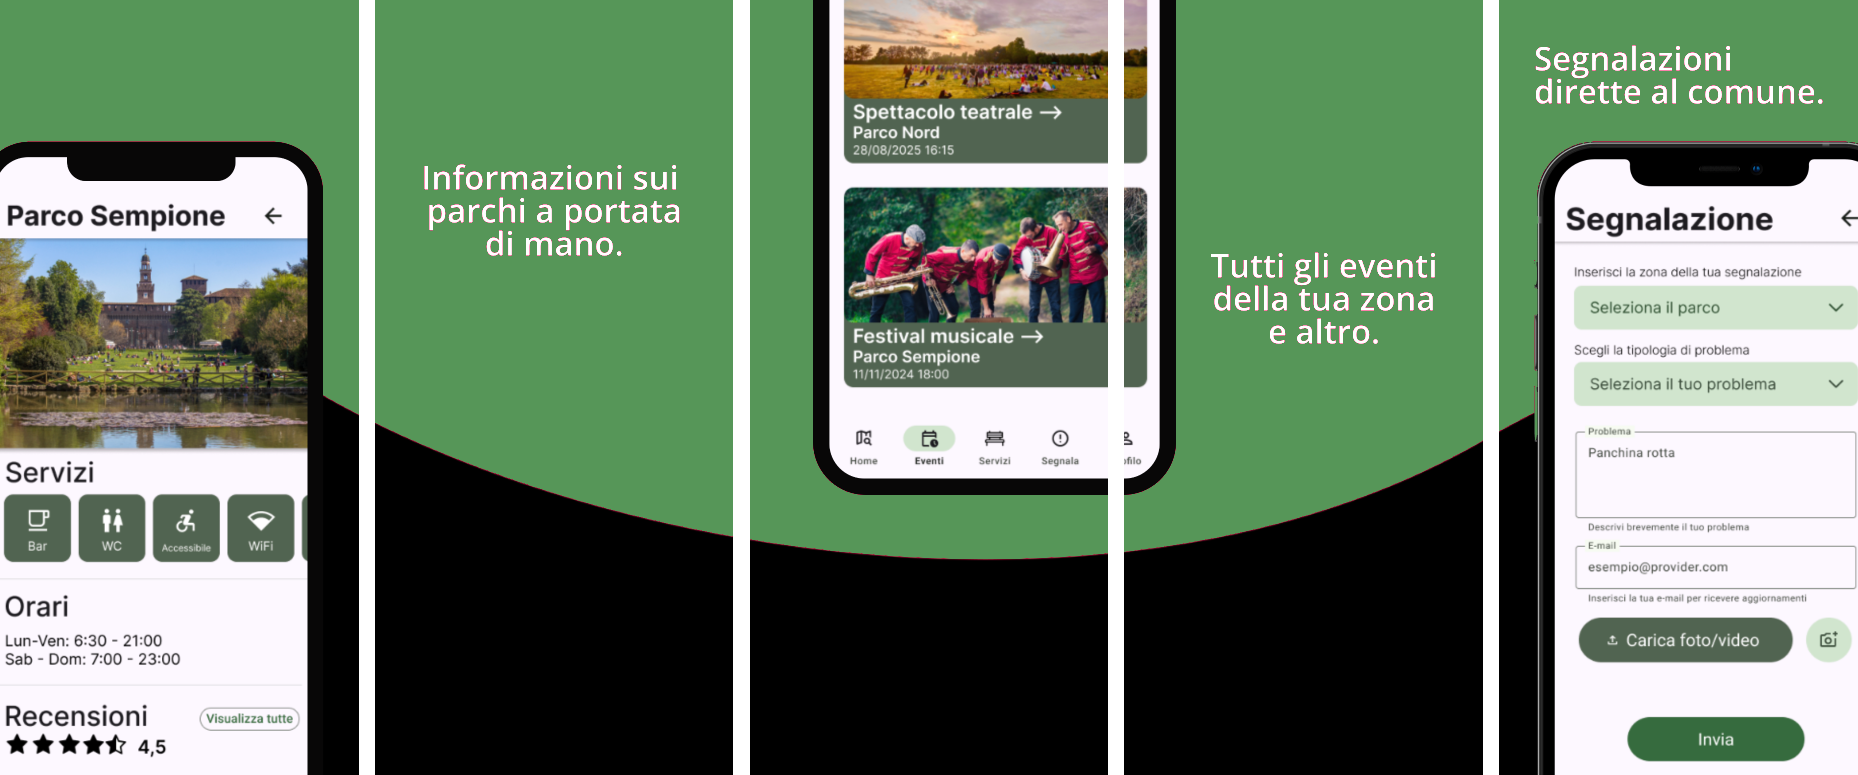 Parco Sempione
Servizi
Bar
WC
Accessibile
WiFi
Orari
Lun-Ven: 6:30 - 21:00
Sab - Dom: 7:00 - 23:00
Recensioni
Visualizza tutte
4,5
Informazioni sui
parchi a portata
di mano.
Spettacolo teatrale →
Parco Nord
28/08/2025 16:15
Festival musicale →
Parco Sempione
11/11/2024 18:00
Home
Eventi
Servizi
Segnala
ofilo
Tutti gli eventi
della tua zona
e altro.
Segnalazioni
dirette al comune.
Segnalazione
Inserisci la zona della tua segnalazione
Seleziona il parco
Scegli la tipologia di problema
Seleziona il tuo problema
Problema
Panchina rotta
Descrivi brevemente il tuo problema
E-mail
esempio@provider.com
Inserisci la tua e-mail per ricevere aggiornamenti
Carica foto/video
Invia